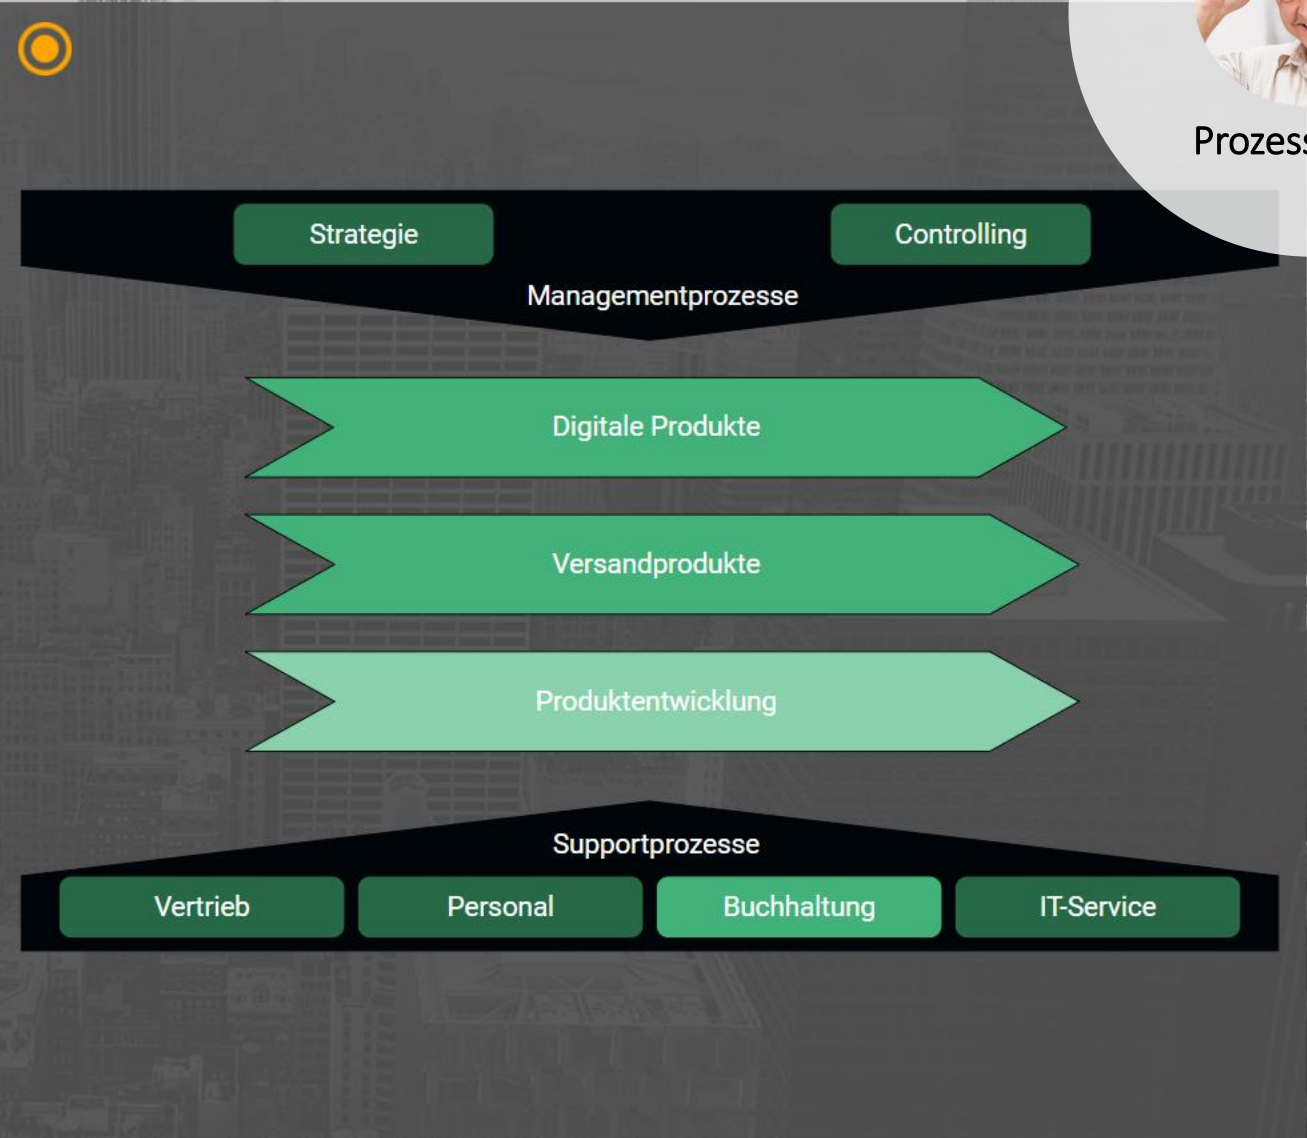 Prozess
Strategie
Controlling
Managementprozesse
Digitale Produkte
Versandprodukte
Produktentwicklung
Supportprozesse
Vertrieb
Personal
Buchhaltung
IT-Service